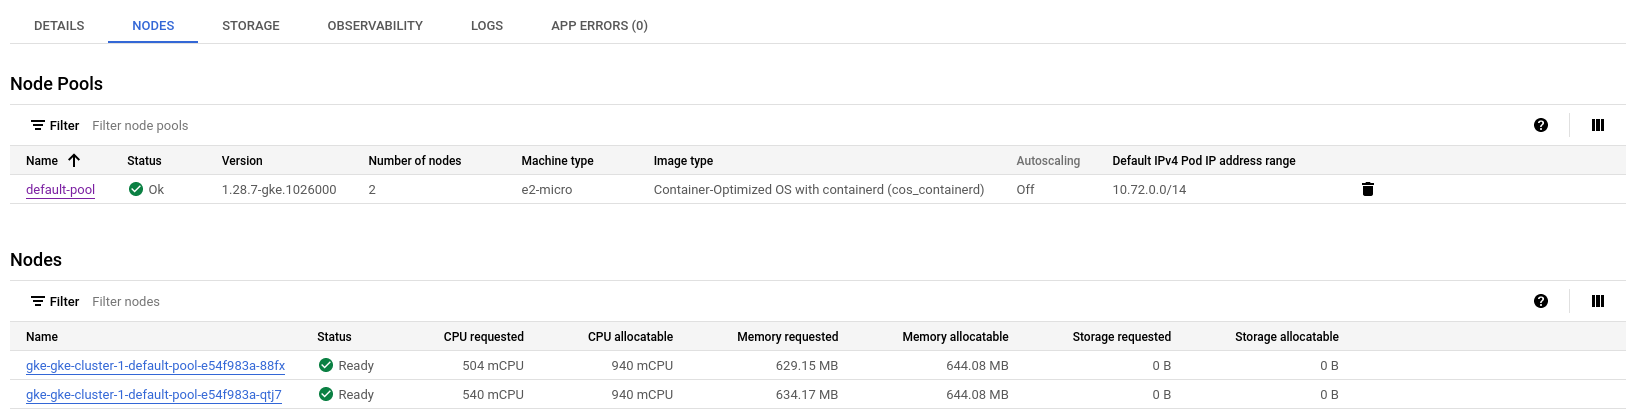 DETAILS NODES STORAGE OBSERVABILITY LOGS APP ERRORS (0)
Node Pools
Filter Filter node pools
Name Status Version Number of nodes Machine type Image type Autoscaling Default IPv4 Pod IP address range
default-pool Ok 1.28.7-gke.1026000 2 e2-micro Container-Optimized OS with containerd (cos_containerd) Off 10.72.0.0/14
Nodes
Filter Filter nodes
Name Status CPU requested CPU allocatable Memory requested Memory allocatable Storage requested Storage allocatable
gke-gke-cluster-1-default-pool-e54f983a-88fx Ready 504 mCPU 940 mCPU 629.15 MB 644.08 MB 0 B 0 B
gke-gke-cluster-1-default-pool-e54f983a-qtj7 Ready 540 mCPU 940 mCPU 634.17 MB 644.08 MB 0 B 0 B